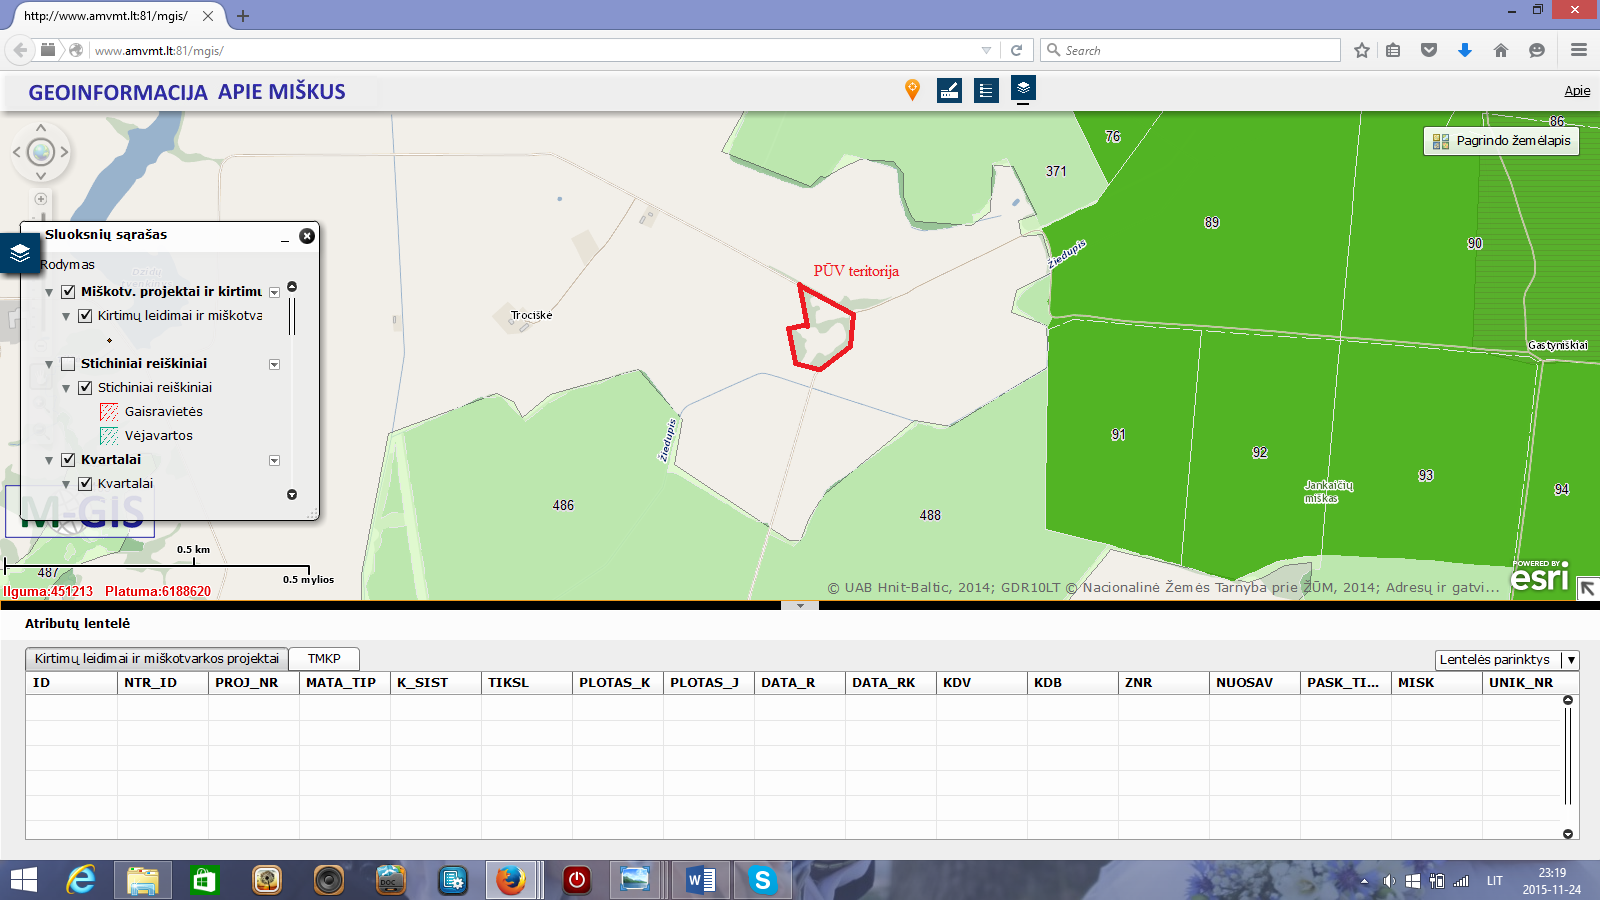 http://www.amvmt.lt:81/mgis/
www.amvmt.lt:81/mgis/
Search
GEOINFORMACIJA APIE MIŠKUS
Apie
Pagrindo žemėlapis
86
76
371
89
90
Žiedupis
PŪV teritorija
Trociškė
Gastyniškiai
Sluoksnių sąrašas
Rodymas
Miškotv. projektai ir kirtimų
Kirtimų leidimai ir miškotva
Stichiniai reiškiniai
Stichiniai reiškiniai
Gaisravietės
Vėjavartos
Kvartalai
Kvartalai
Žiedupis
91
92
93
94
Jankaičių
miškas
486
488
M-GIS
487
0.5 km
0.5 mylios
Ilguma:451213 Platuma:6188620
POWERED BY
esri
© UAB Hnit-Baltic, 2014; GDR10LT © Nacionalinė Žemės Tarnyba prie ŽŪM, 2014; Adresų ir gatvi...
Atributų lentelė
Kirtimų leidimai ir miškotvarkos projektai TMKP
Lentelės parinktys
ID NTR_ID PROJ_NR MATA_TIP K_SIST TIKSL PLOTAS_K PLOTAS_J DATA_R DATA_RK KDV KDB ZNR NUOSAV PASK_TI... MISK UNIK_NR
DOC
LIT
23:19
2015-11-24